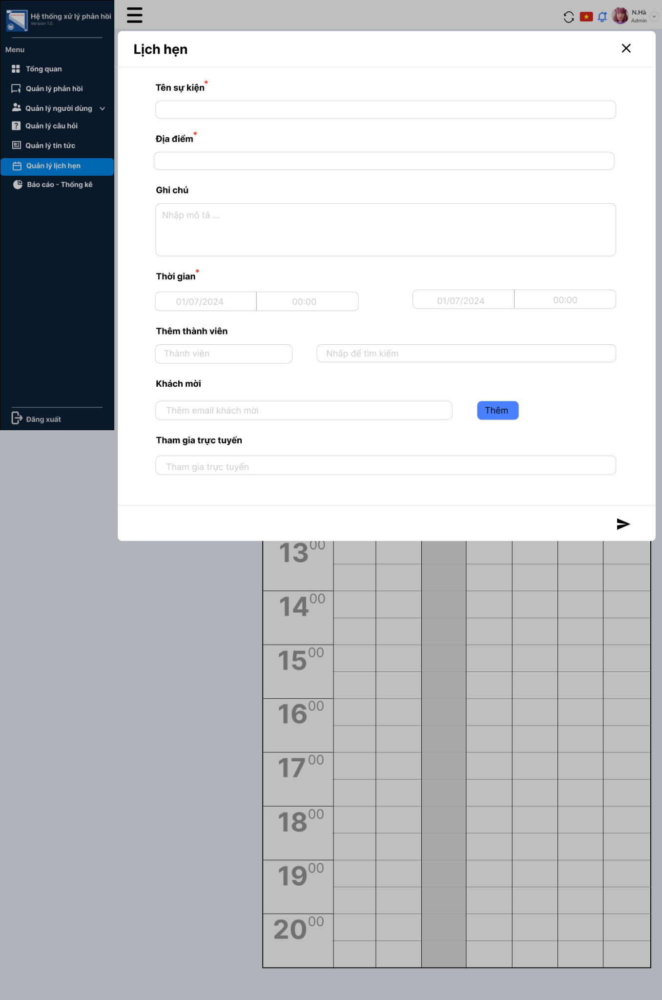 Hệ thống xử lý phản hồi
Version 1.0
Menu
Tổng quan
Quản lý phản hồi
Quản lý người dùng
Quản lý câu hỏi
Quản lý tin tức
Quản lý lịch hẹn
Báo cáo - Thống kê
Đăng xuất
N.Hà
Admin
Lịch hẹn
Tên sự kiện*
Địa điểm*
Ghi chú
Nhập mô tả ...
Thời gian*
01/07/2024 00:00 01/07/2024 00:00
Thêm thành viên
Thành viên Nhấp để tìm kiếm
Khách mời
Thêm email khách mời Thêm
Tham gia trực tuyến
Tham gia trực tuyến
13 00
14 00
15 00
16 00
17 00
18 00
19 00
20 00